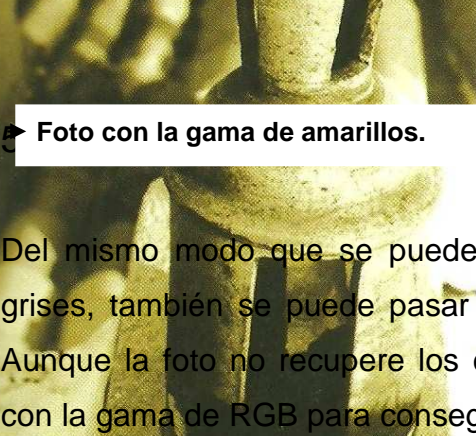 Foto con la gama de amarillos.
Del mismo modo que se puede
grises, también se puede pasar
Aunque la foto no recupere los
con la gama de RGB para conseg